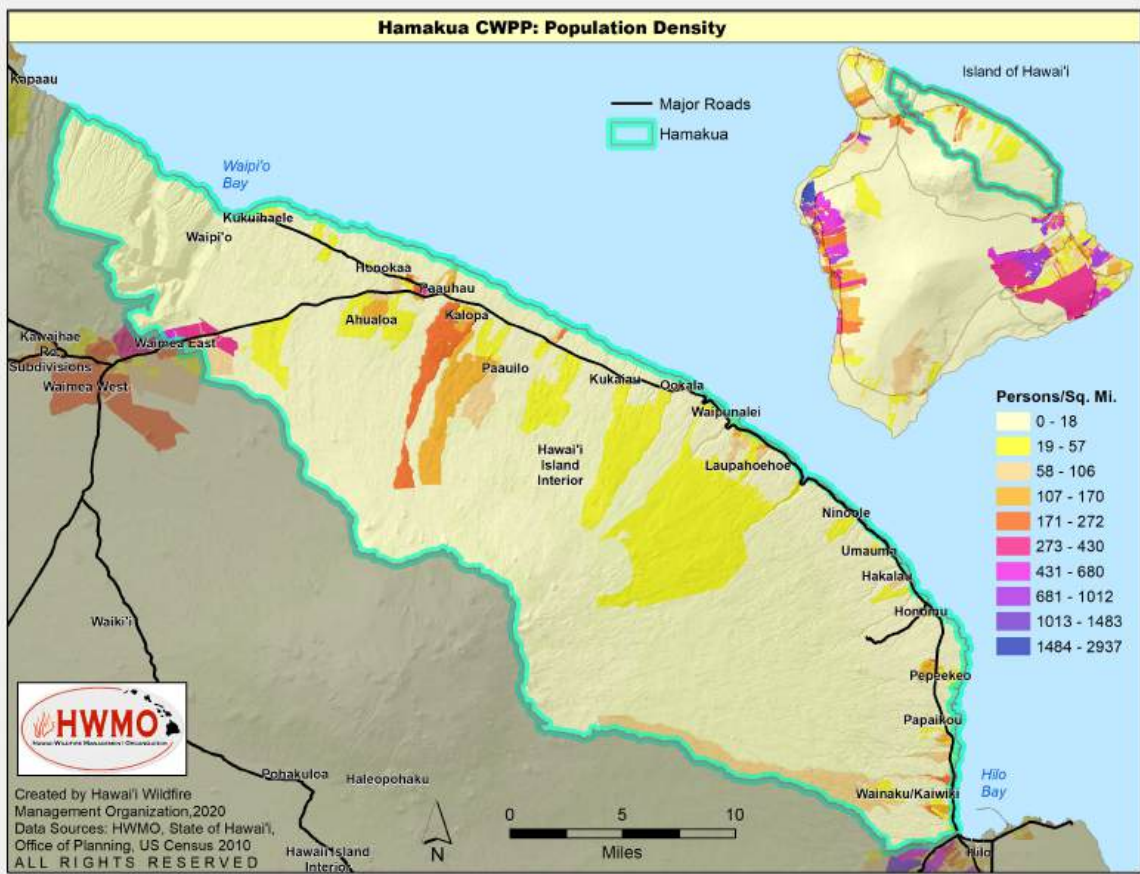 Hamakua CWPP: Population Density
Kapaau
Island of Hawai'i
Major Roads
Hamakua
Waipi'o
Bay
Kukuihaele
Waipi'o
Honokaa
Paauhau
Ahualoa
Kalopa
Kawaihae
Rd.
Subdivisions
Waimea East
Waimea West
Paauilo
Kukaiau
Ookala
Waipunalei
Laupahoehoe
Hawai'i
Island
Interior
Ninoole
Umauma
Hakalau
Honomu
Persons/Sq. Mi.
0 - 18
19 - 57
58 - 106
107 - 170
171 - 272
273 - 430
431 - 680
681 - 1012
1013 - 1483
1484 - 2937
Waiki'i
Pepeekeo
Papaikou
HWMO
HAWAII WILDFIRE MANAGEMENT ORGANIZATION
Pohakuloa
Haleopohaku
Wainaku/Kaiwiki
Hilo
Bay
Created by Hawai'i Wildfire
Management Organization,2020
Data Sources: HWMO, State of Hawai'i,
Office of Planning, US Census 2010
ALL RIGHTS RESERVED
N
0 5 10
Miles
Hawai'i Island
Interior
Hilo